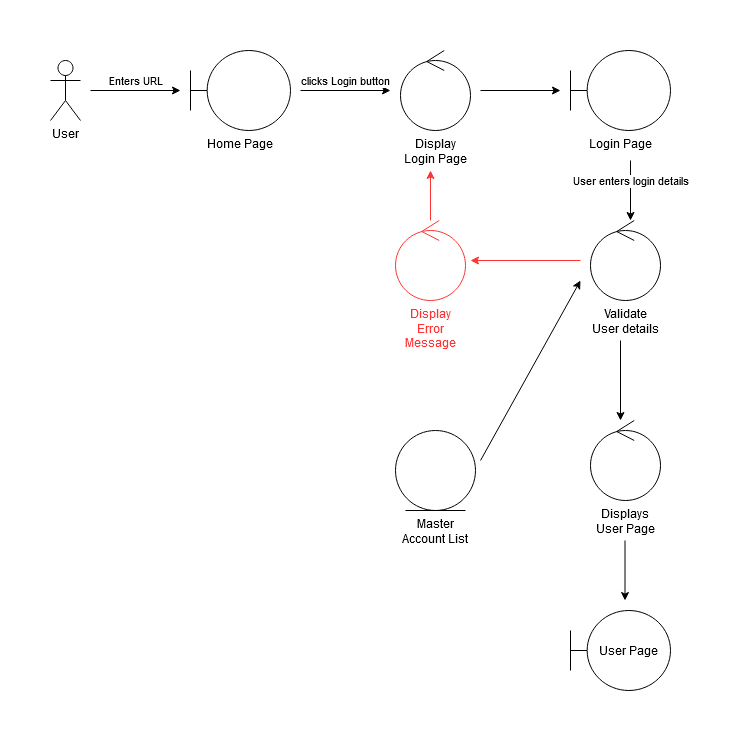 Enters URL
clicks Login button
User
Home Page
Display
Login Page
Login Page
User enters login details
Display
Error
Message
Validate
User details
Master
Account List
Displays
User Page
User Page